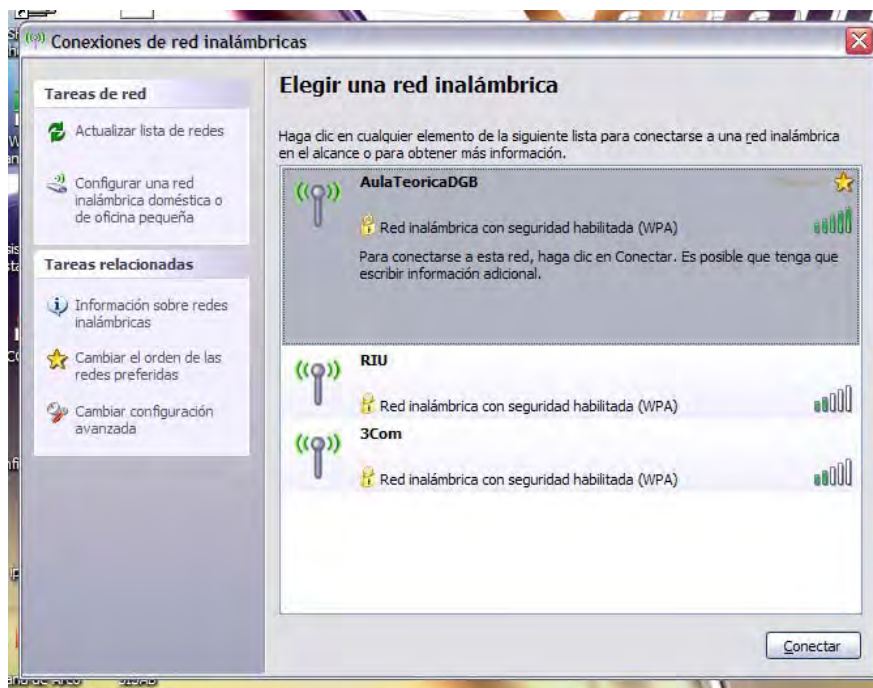 Conexiones de red inalámbricas
Tareas de red
Actualizar lista de redes
Configurar una red
inalámbrica doméstica o
de oficina pequeña
Tareas relacionadas
Información sobre redes
inalámbricas
Cambiar el orden de las
redes preferidas
Cambiar configuración
avanzada
Elegir una red inalámbrica
Haga clic en cualquier elemento de la siguiente lista para conectarse a una red inalámbrica
en el alcance o para obtener más información.
AulaTeoricaDGB
Red inalámbrica con seguridad habilitada (WPA)
Para conectarse a esta red, haga clic en Conectar. Es posible que tenga que
escribir información adicional.
RIU
Red inalámbrica con seguridad habilitada (WPA)
3Com
Red inalámbrica con seguridad habilitada (WPA)
Conectar